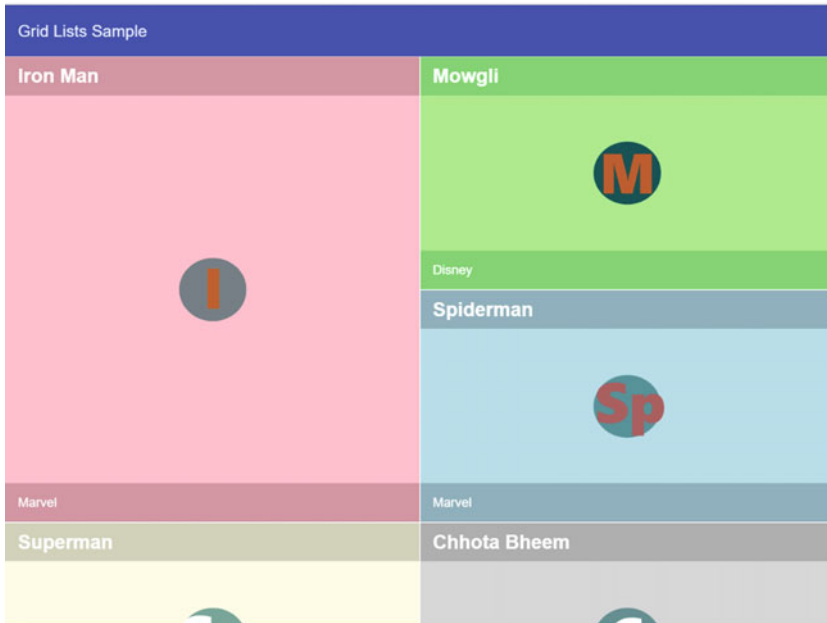 Grid Lists Sample
Iron Man
I
Marvel
Mowgli
M
Disney
Spiderman
Sp
Marvel
Superman
Chhota Bheem